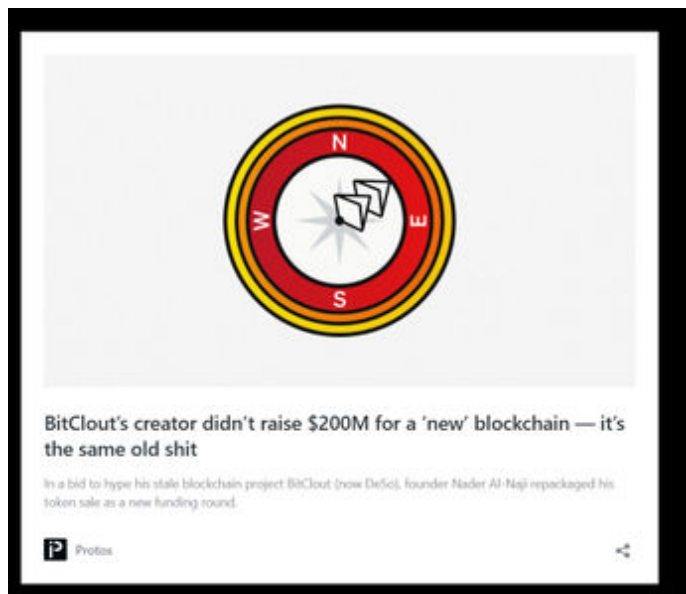 N
W
E
S
BitClout's creator didn't raise $200M for a 'new' blockchain — it's
the same old shit
In a bid to hype his stale blockchain project BitClout (now DeSo), founder Nader Al-Naji repackaged his
token sale as a new funding round.
Protos